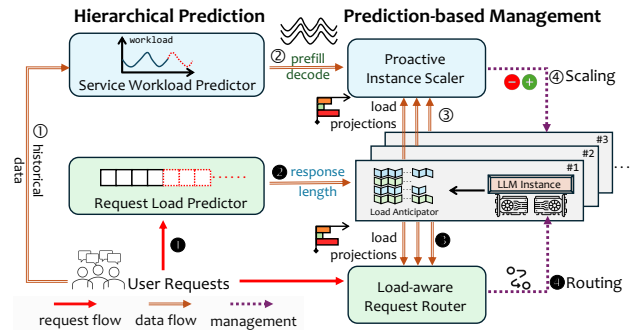 Hierarchical Prediction
Prediction-based Management
workload
Service Workload Predictor
② prefill
decode
Proactive
Instance Scaler
④ Scaling
① historical
data
load
projections
③
#3
#2
#1
...
Request Load Predictor
❷ response
length
Load Anticipator
LLM Instance
❶
load
projections
❸
User Requests
Load-aware
Request Router
❹ Routing
request flow
data flow
management